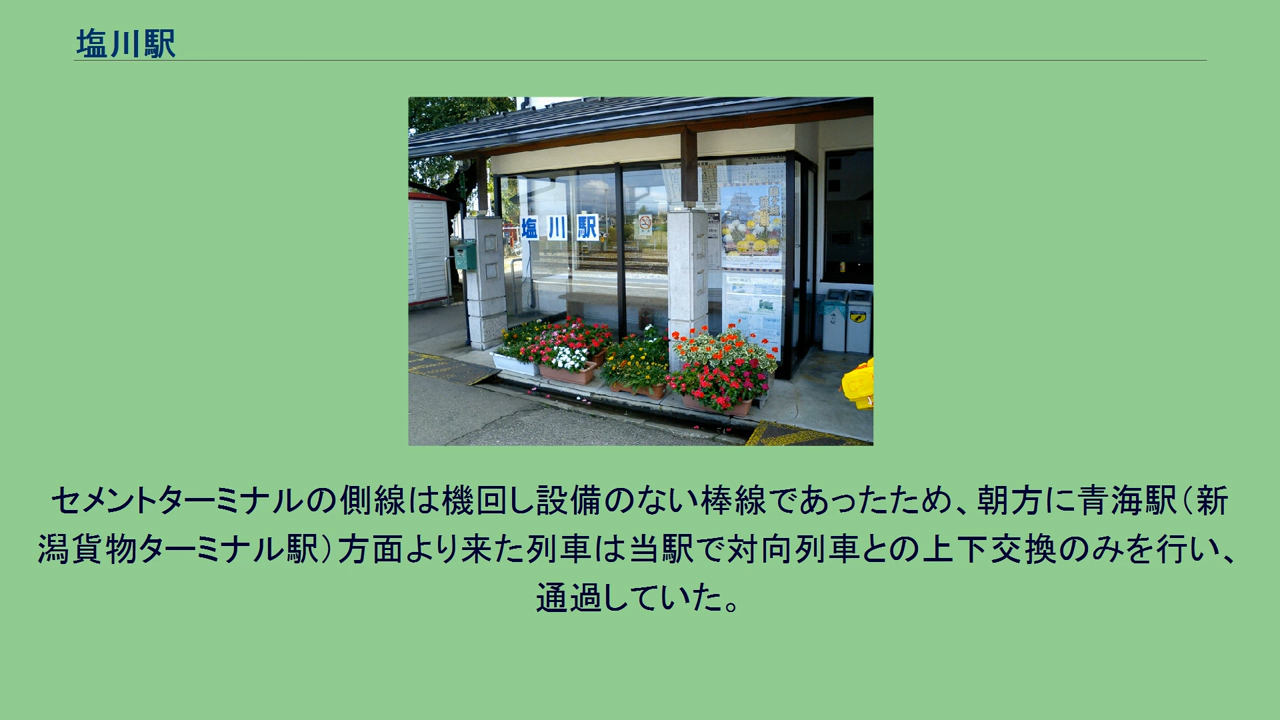 塩川駅
塩川駅
セメントターミナルの側線は機回し設備のない棒線であったため、朝方に青海駅（新
潟貨物ターミナル駅）方面より来た列車は当駅で対向列車との上下交換のみを行い、
通過していた。